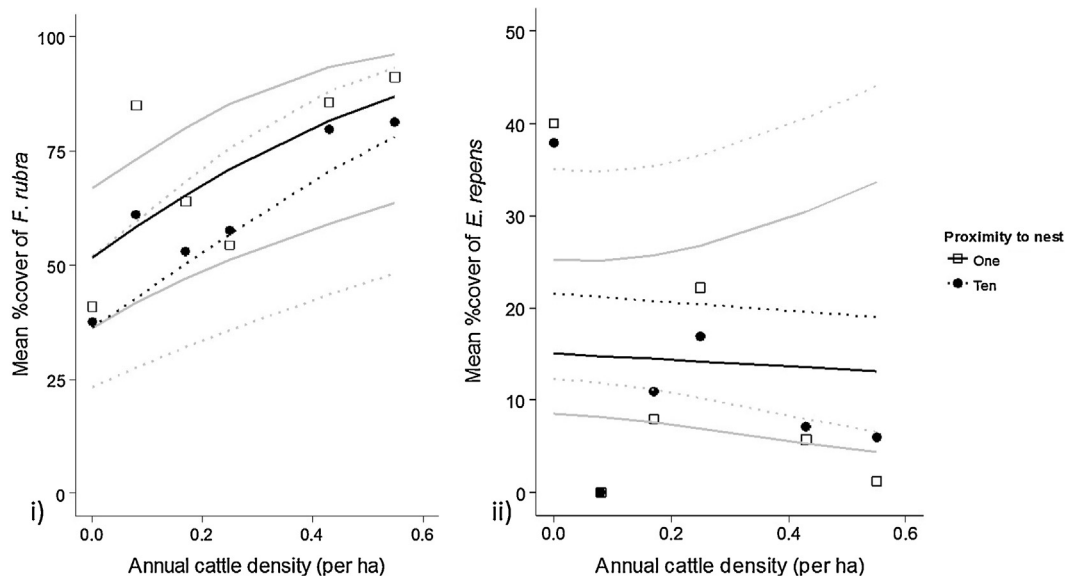 100
75
50
25
0
Mean %cover of F. rubra
0.0 0.2 0.4 0.6
Annual cattle density (per ha)
i)
50
40
30
20
10
0
Mean %cover of E. repens
0.0 0.2 0.4 0.6
Annual cattle density (per ha)
ii)
Proximity to nest
One
Ten